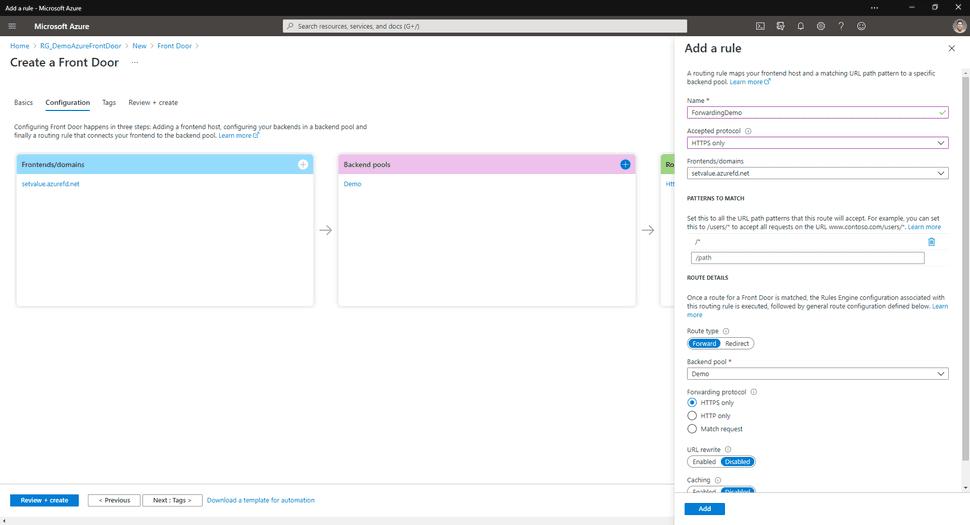 Add a rule - Microsoft Azure
Microsoft Azure
Search resources, services, and docs (G+/)
Home > RG_DemoAzureFrontDoor > New > Front Door >
Create a Front Door ...
Basics Configuration Tags Review + create
Configuring Front Door happens in three steps: Adding a frontend host, configuring your backends in a backend pool and
finally a routing rule that connects your frontend to the backend pool. Learn more
Frontends/domains
setvalue.azurefd.net
Backend pools
Demo
Ro
Htt
Review + create
< Previous
Next : Tags >
Download a template for automation
Add a rule
A routing rule maps your frontend host and a matching URL path pattern to a specific
backend pool. Learn more
Name *
ForwardingDemo
Accepted protocol
HTTPS only
Frontends/domains
setvalue.azurefd.net
PATTERNS TO MATCH
Set this to all the URL path patterns that this route will accept. For example, you can set
this to /users/* to accept all requests on the URL www.contoso.com/users/*. Learn more
/*
/path
ROUTE DETAILS
Once a route for a Front Door is matched, the Rules Engine configuration associated with
this routing rule is executed, followed by general route configuration defined below. Learn
more
Route type
Forward Redirect
Backend pool *
Demo
Forwarding protocol
HTTPS only
HTTP only
Match request
URL rewrite
Enabled Disabled
Caching
Enabled Disabled
Add